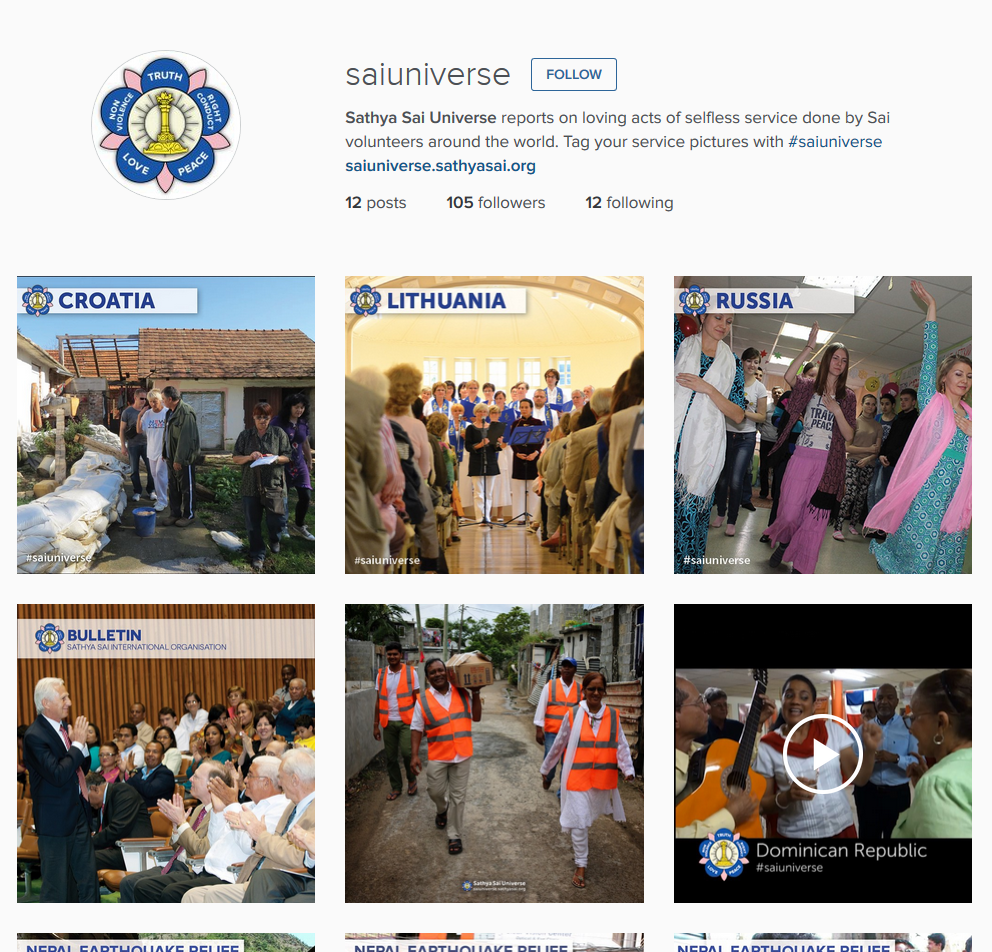 TRUTH
NON
VIOLENCE
RIGHT
CONDUCT
LOVE
PEACE
saiuniverse
FOLLOW
Sathya Sai Universe reports on loving acts of selfless service done by Sai
volunteers around the world. Tag your service pictures with #saiuniverse
saiuniverse.sathyasai.org
12 posts 105 followers 12 following
CROATIA
LITHUANIA
RUSSIA
TRAV
PEAC
#saiuniverse
#saiuniverse
#saiuniverse
BULLETIN
SATHYA SAI INTERNATIONAL ORGANISATION
Sathya Sai Universe
saiuniverse.sathyasai.org
Dominican Republic
#saiuniverse
NEPAL EARTHQUAKE RELIEF
NEPAL EARTHQUAKE RELIEF
NEPAL EARTHQUAKE RELIEF